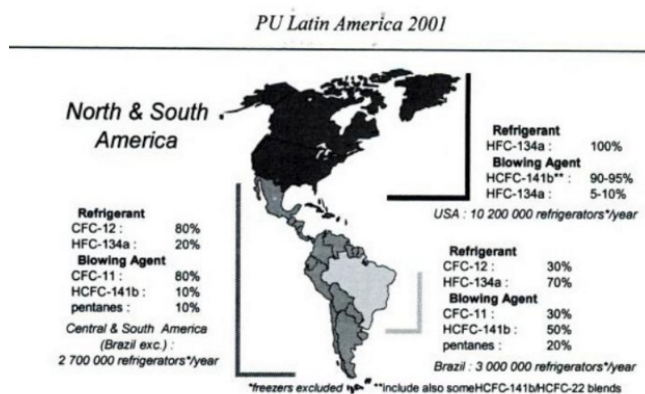 PU Latin America 2001
North & South
America
Refrigerant
HFC-134a : 100%
Blowing Agent
HCFC-141b** : 90-95%
HFC-134a : 5-10%
USA : 10 200 000 refrigerators*/year
Refrigerant
CFC-12 : 80%
HFC-134a : 20%
Blowing Agent
CFC-11 : 80%
HCFC-141b : 10%
pentanes : 10%
Central & South America
(Brazil exc.) :
2 700 000 refrigerators*/year
Refrigerant
CFC-12 : 30%
HFC-134a : 70%
Blowing Agent
CFC-11 : 30%
HCFC-141b : 50%
pentanes : 20%
Brazil : 3 000 000 refrigerators*/year
*freezers excluded **include also someHCFC-141b/HCFC-22 blends